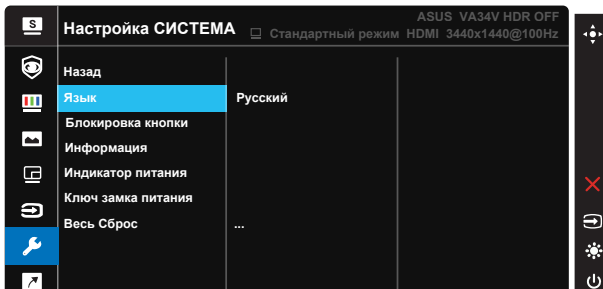 S
Настройка СИСТЕМА
ASUS VA34V HDR OFF
Стандартный режим HDMI 3440x1440@100Hz
Назад
Язык Русский
Блокировка кнопки
Информация
Индикатор питания
Ключ замка питания
Весь Сброс ...